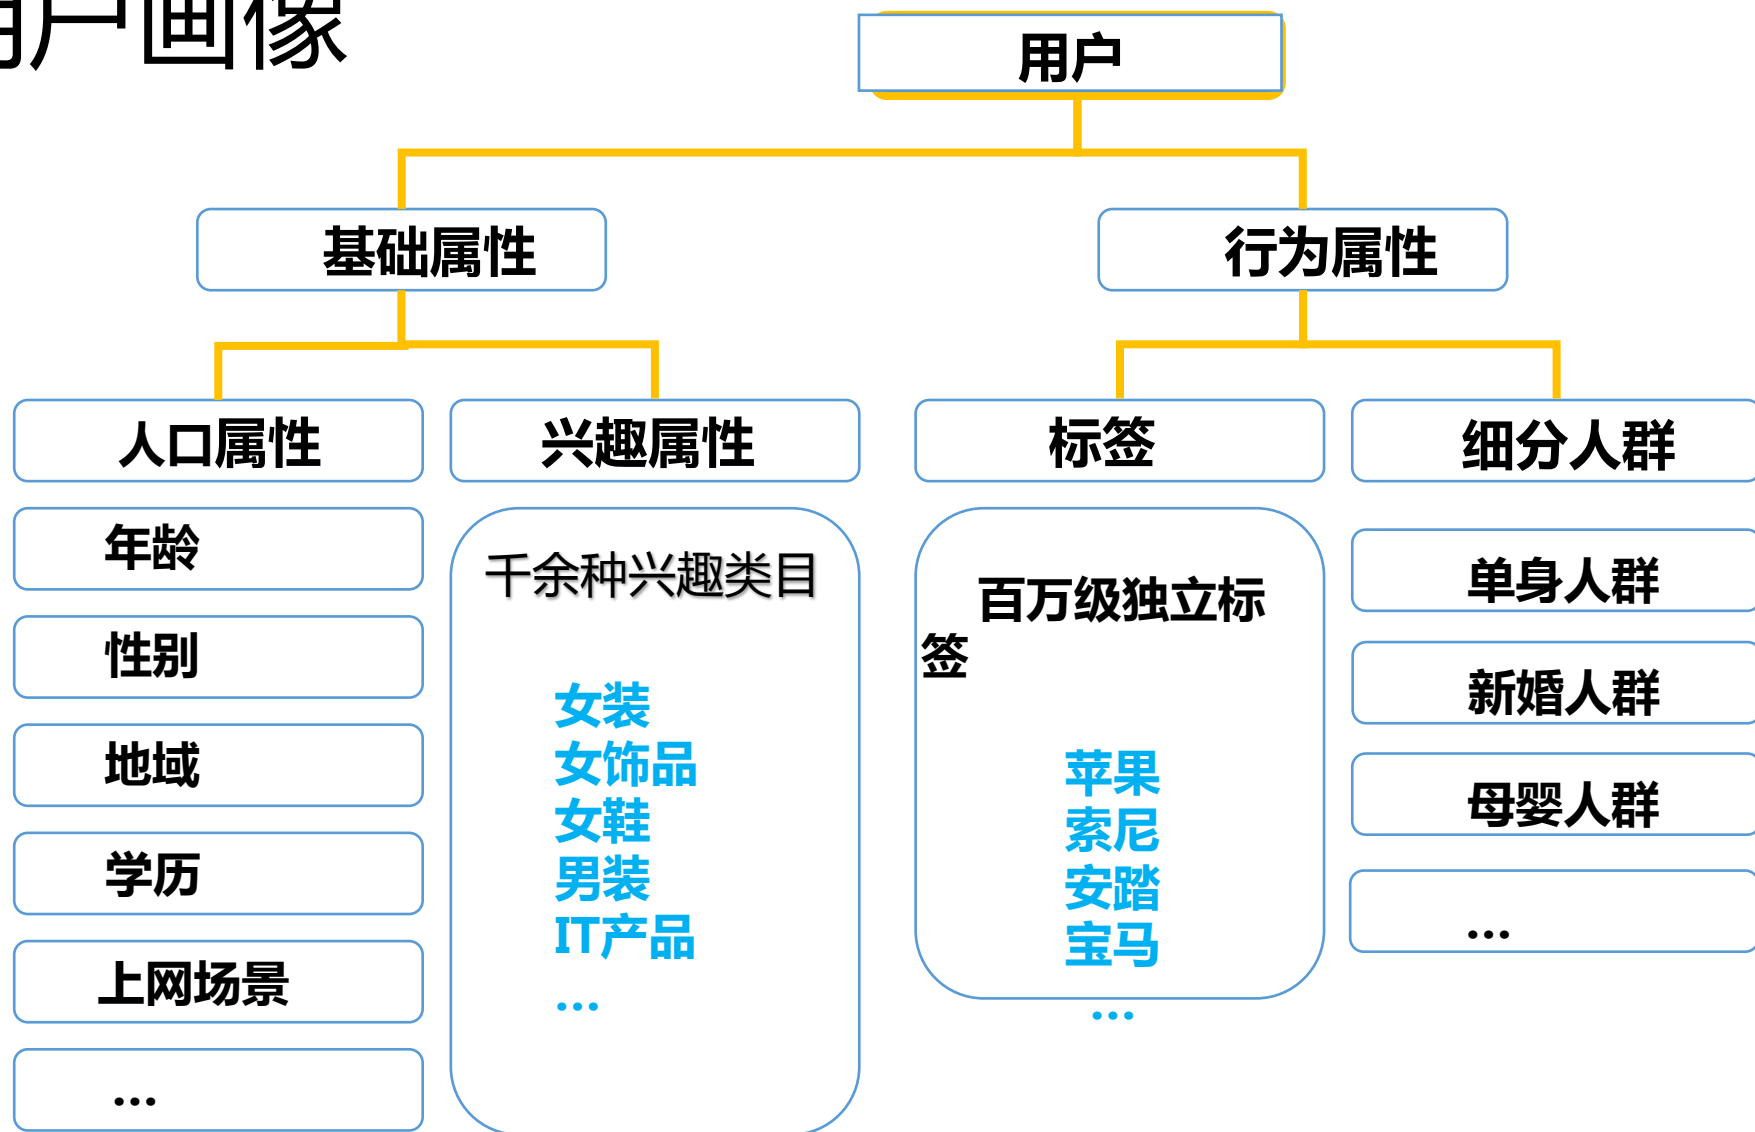 用户画像
用户
基础属性
行为属性
人口属性
兴趣属性
标签
细分人群
年龄
性别
地域
学历
上网场景
...
千余种兴趣类目
女装
女饰品
女鞋
男装
IT产品
...
百万级独立标
签
苹果
索尼
安踏
宝马
...
单身人群
新婚人群
母婴人群
...